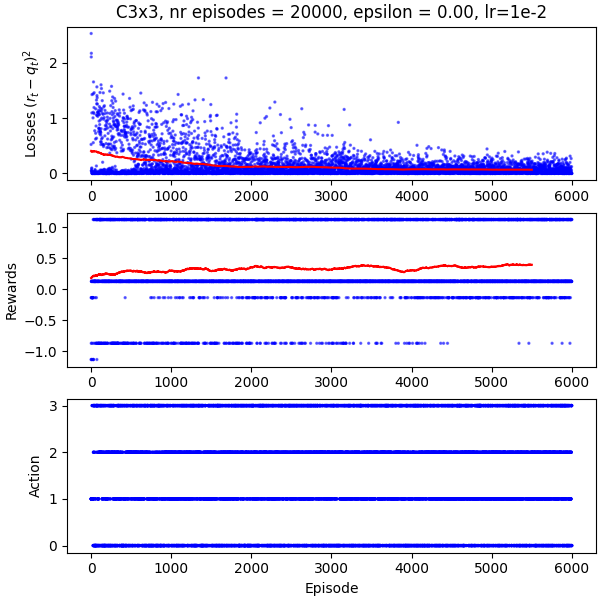 C3x3, nr episodes = 20000, epsilon = 0.00, lr=1e-2
Losses $(r_t - q_t)^2$
2
1
0
0 1000 2000 3000 4000 5000 6000
Rewards
1.0
0.5
0.0
−0.5
−1.0
0 1000 2000 3000 4000 5000 6000
Action
3
2
1
0
0 1000 2000 3000 4000 5000 6000
Episode